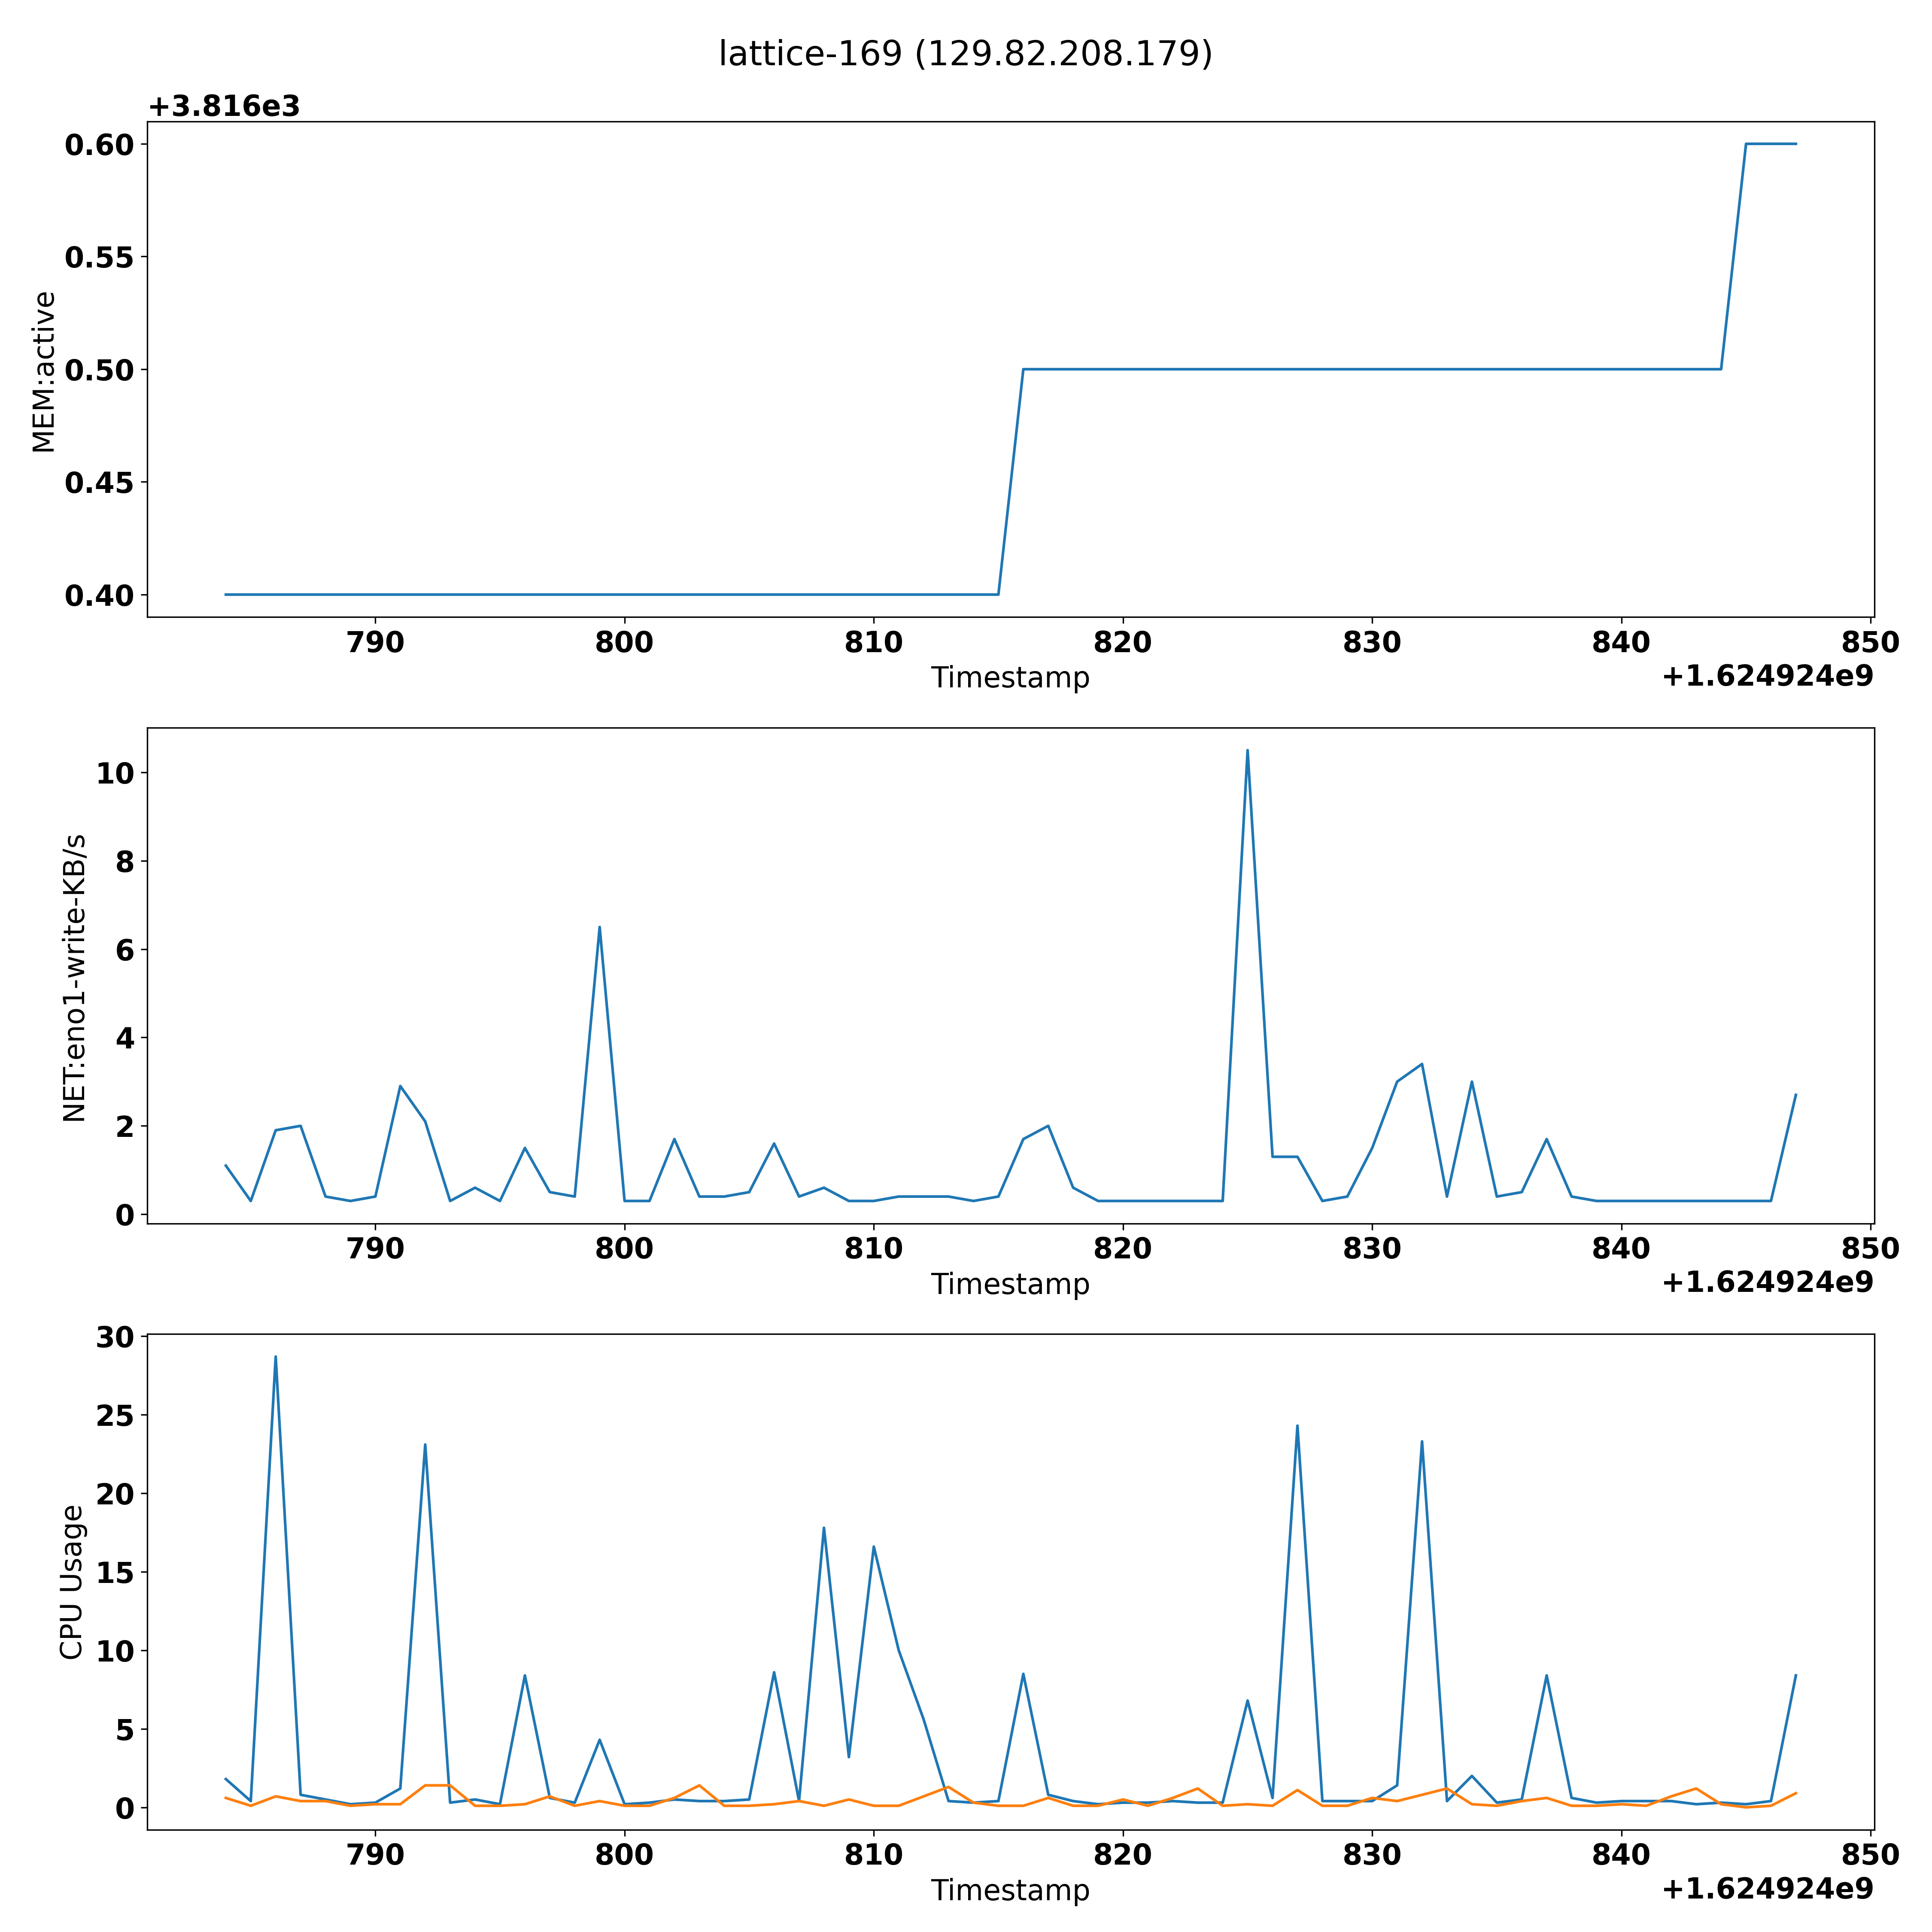 lattice-169 (129.82.208.179)
+3.816e3
0.60
0.55
0.50
0.45
0.40
MEM:active
790 800 810 820 830 840 850
Timestamp
+1.624924e9
10
8
6
4
2
0
NET:eno1-write-KB/s
790 800 810 820 830 840 850
Timestamp
+1.624924e9
30
25
20
15
10
5
0
CPU Usage
790 800 810 820 830 840 850
Timestamp
+1.624924e9